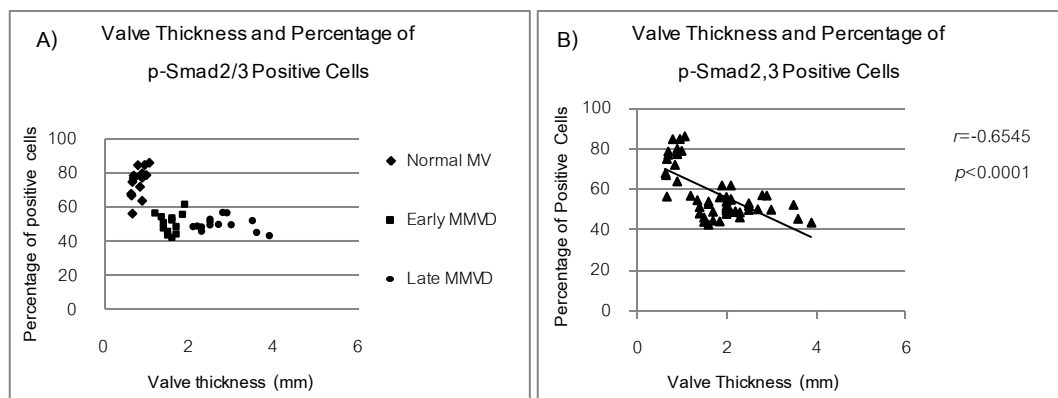 A) Valve Thickness and Percentage of
p-Smad2/3 Positive Cells
Percentage of positive cells
100
80
60
40
20
0
0 2 4 6
Valve thickness (mm)
Normal MV
Early MMVD
Late MMVD
B) Valve Thickness and Percentage of
p-Smad2,3 Positive Cells
Percentage of Positive Cells
100
80
60
40
20
0
0 2 4 6
Valve Thickness (mm)
r=-0.6545
p<0.0001